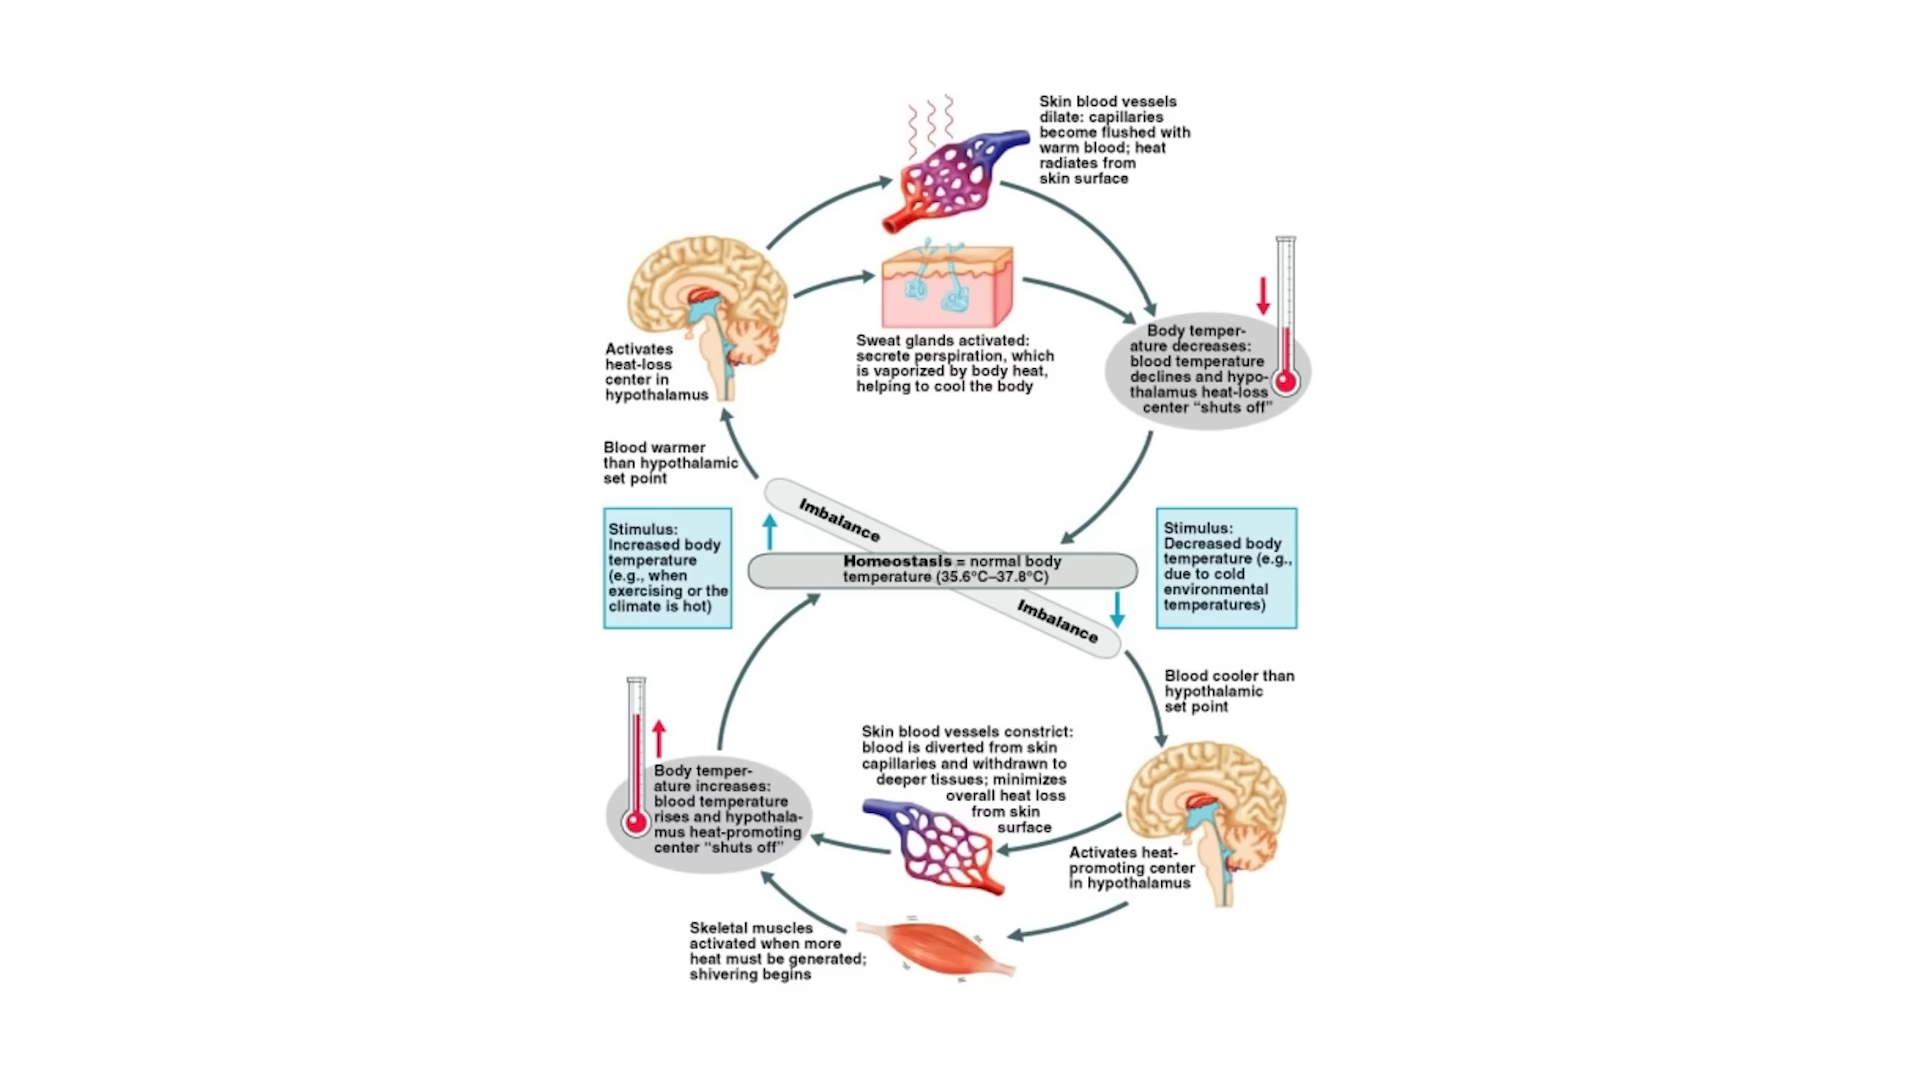 Skin blood vessels
dilate: capillaries
become flushed with
warm blood; heat
radiates from
skin surface
Activates
heat-loss
center in
hypothalamus
Sweat glands activated:
secrete perspiration, which
is vaporized by body heat,
helping to cool the body
Body temper-
ature decreases:
blood temperature
declines and hypo-
thalamus heat-loss
center “shuts off”
Blood warmer
than hypothalamic
set point
Stimulus:
Increased body
temperature
(e.g., when
exercising or the
climate is hot)
Imbalance
Homeostasis = normal body
temperature (35.6°C–37.8°C)
Imbalance
Stimulus:
Decreased body
temperature (e.g.,
due to cold
environmental
temperatures)
Blood cooler than
hypothalamic
set point
Skin blood vessels constrict:
blood is diverted from skin
capillaries and withdrawn to
deeper tissues; minimizes
overall heat loss
from skin
surface
Body temper-
ature increases:
blood temperature
rises and hypothala-
mus heat-promoting
center “shuts off”
Activates heat-
promoting center
in hypothalamus
Skeletal muscles
activated when more
heat must be generated;
shivering begins